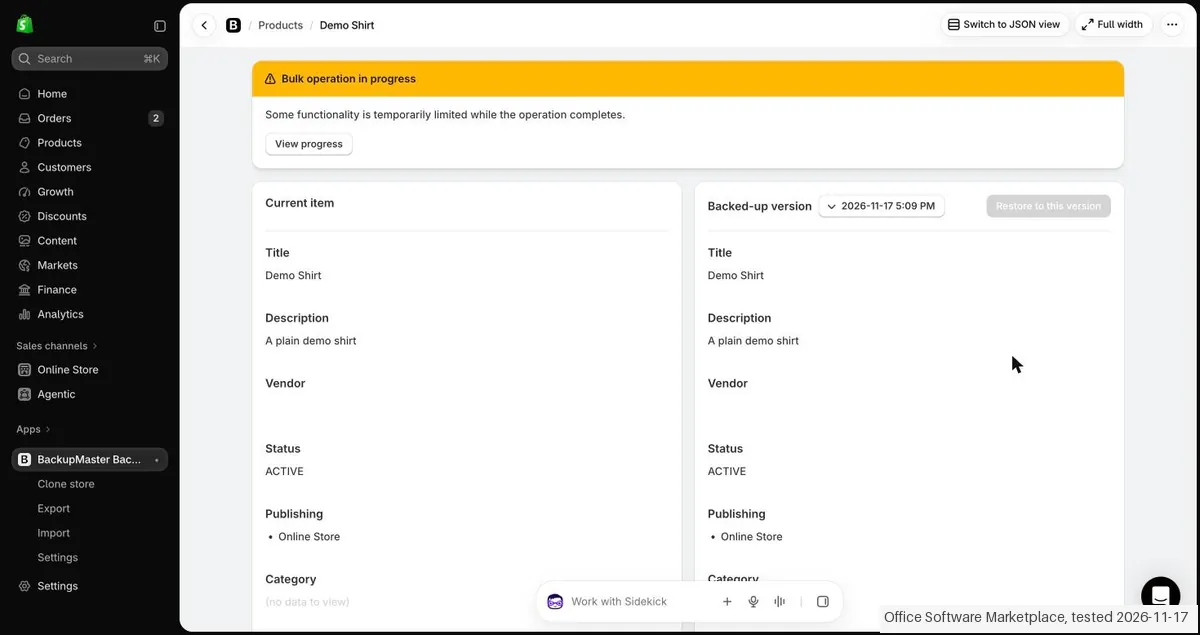 B / Products / Demo Shirt
Switch to JSON view
Full width
Search ⌘K
Home
Orders 2
Products
Customers
Growth
Discounts
Content
Markets
Finance
Analytics
Sales channels
Online Store
Agentic
Apps
B BackupMaster Bac...
Clone store
Export
Import
Settings
Settings
Bulk operation in progress
Some functionality is temporarily limited while the operation completes.
View progress
Current item
Title
Demo Shirt
Description
A plain demo shirt
Vendor
Status
ACTIVE
Publishing
• Online Store
Category
(no data to view)
Backed-up version 2026-11-17 5:09 PM Restore to this version
Title
Demo Shirt
Description
A plain demo shirt
Vendor
Status
ACTIVE
Publishing
• Online Store
Category
Work with Sidekick
Office Software Marketplace, tested 2026-11-17